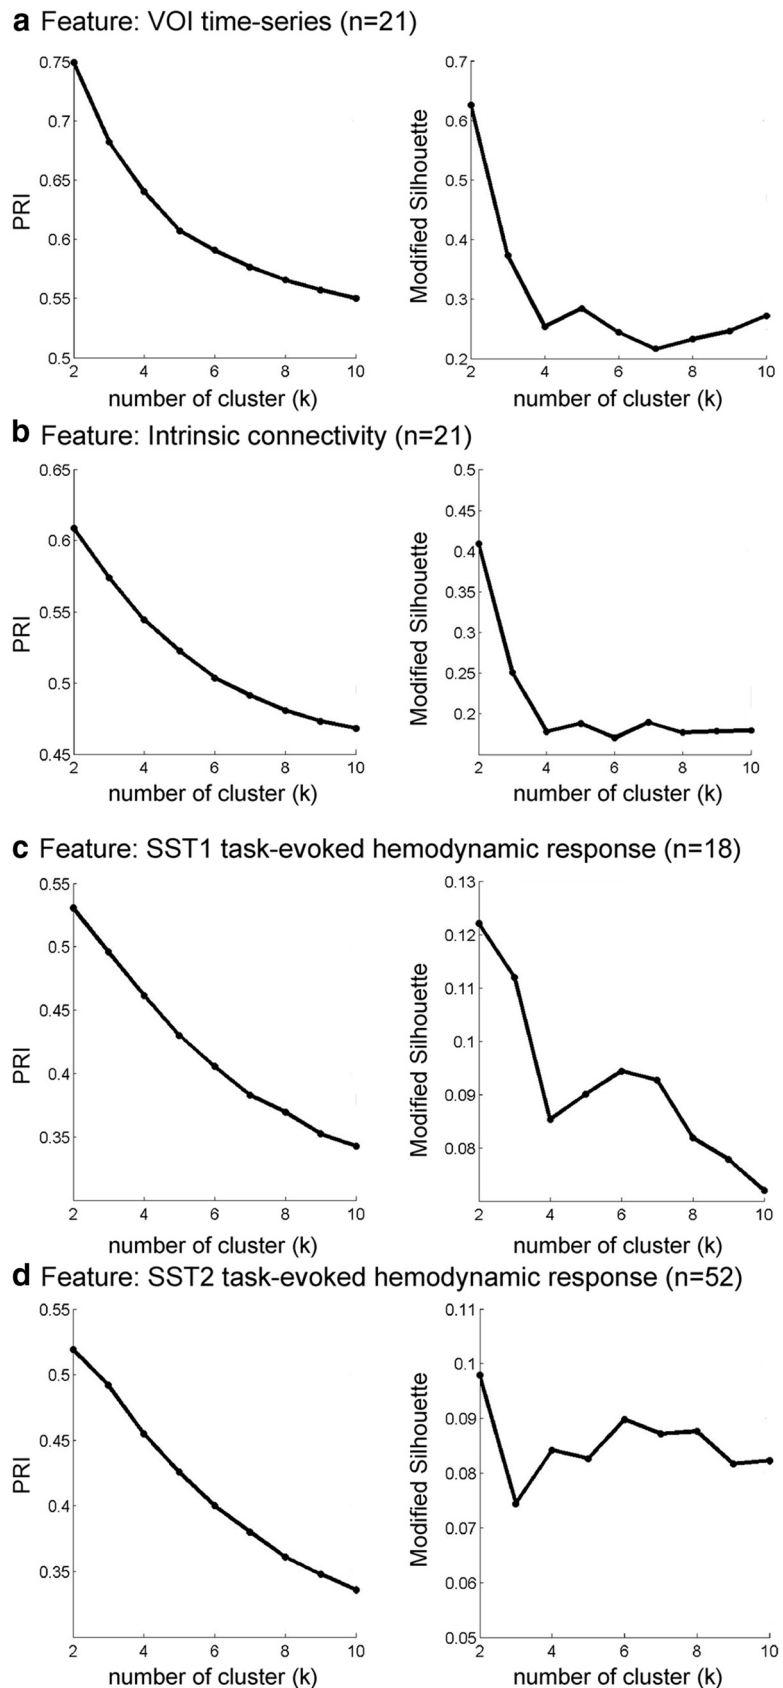 a Feature: VOI time-series (n=21)
0.75
0.7
0.65
0.6
0.55
0.5
PRI
2 4 6 8 10
number of cluster (k)
0.7
0.6
0.5
0.4
0.3
0.2
Modified Silhouette
2 4 6 8 10
number of cluster (k)
b Feature: Intrinsic connectivity (n=21)
0.65
0.6
0.55
0.5
0.45
PRI
2 4 6 8 10
number of cluster (k)
0.5
0.45
0.4
0.35
0.3
0.25
0.2
Modified Silhouette
2 4 6 8 10
number of cluster (k)
c Feature: SST1 task-evoked hemodynamic response (n=18)
0.55
0.5
0.45
0.4
0.35
PRI
2 4 6 8 10
number of cluster (k)
0.13
0.12
0.11
0.1
0.09
0.08
Modified Silhouette
2 4 6 8 10
number of cluster (k)
d Feature: SST2 task-evoked hemodynamic response (n=52)
0.55
0.5
0.45
0.4
0.35
PRI
2 4 6 8 10
number of cluster (k)
0.11
0.1
0.09
0.08
0.07
0.06
0.05
Modified Silhouette
2 4 6 8 10
number of cluster (k)